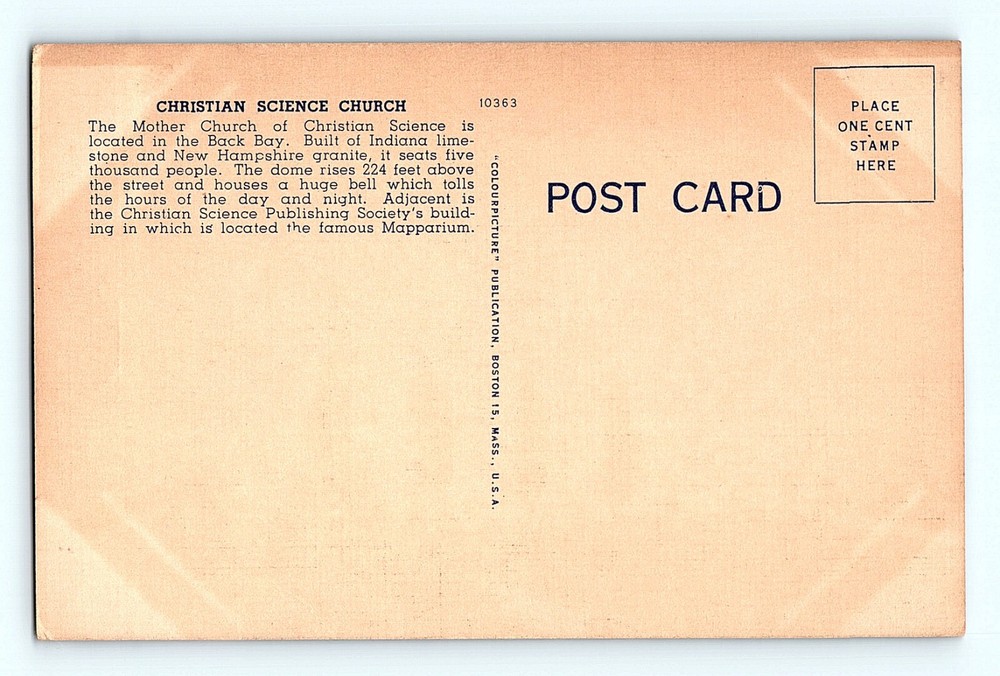 CHRISTIAN SCIENCE CHURCH
The Mother Church of Christian Science is
located in the Back Bay. Built of Indiana lime-
stone and New Hampshire granite, it seats five
thousand people. The dome rises 224 feet above
the street and houses a huge bell which tolls
the hours of the day and night. Adjacent is
the Christian Science Publishing Society's build-
ing in which is located the famous Mapparium.
10363
"COLOURPICTURE" PUBLICATION, BOSTON 15, MASS., U.S.A.
POST CARD
PLACE
ONE CENT
STAMP
HERE